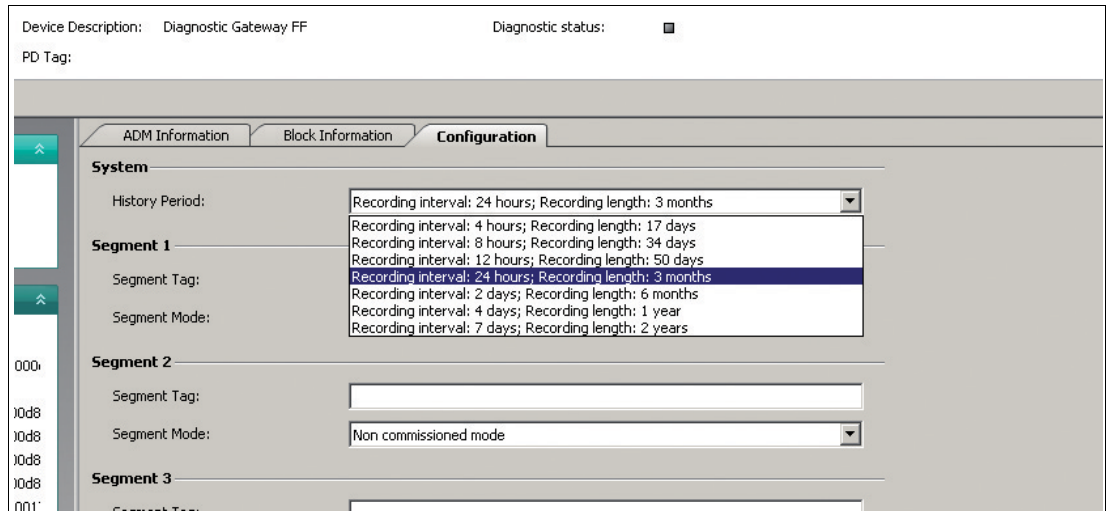 Device Description: Diagnostic Gateway FF Diagnostic status:
PD Tag:
ADM Information Block Information Configuration
System
History Period: Recording interval: 24 hours; Recording length: 3 months
Recording interval: 4 hours; Recording length: 17 days
Recording interval: 8 hours; Recording length: 34 days
Recording interval: 12 hours; Recording length: 50 days
Recording interval: 24 hours; Recording length: 3 months
Recording interval: 2 days; Recording length: 6 months
Recording interval: 4 days; Recording length: 1 year
Recording interval: 7 days; Recording length: 2 years
Segment 1
Segment Tag:
Segment Mode:
Segment 2
Segment Tag:
Segment Mode: Non commissioned mode
Segment 3